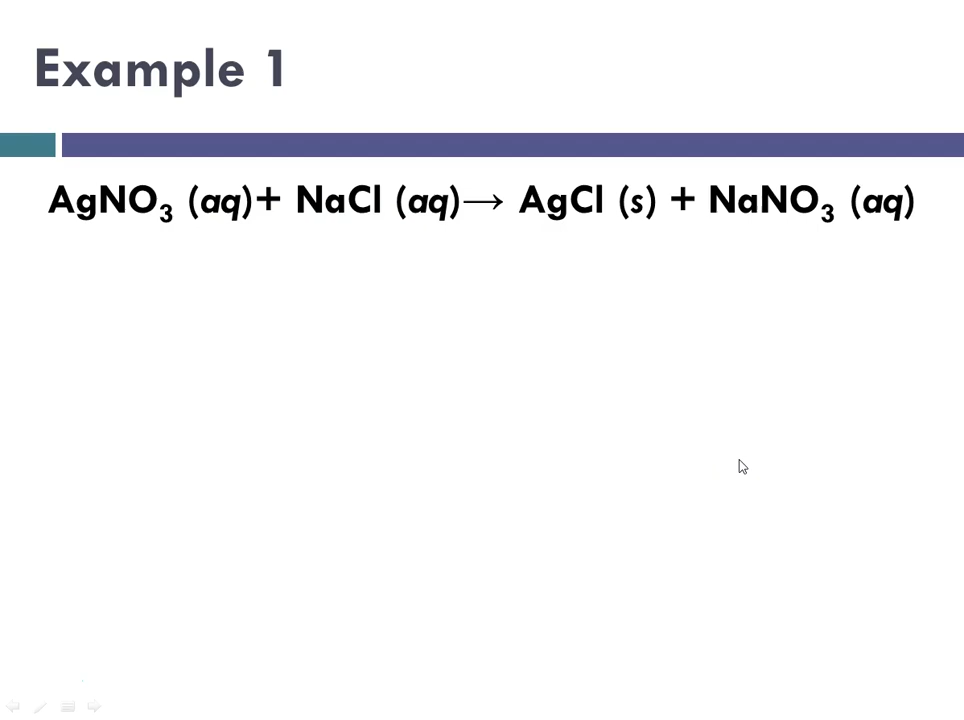 Example 1
AgNO₃ (aq)+ NaCl (aq)→ AgCl (s) + NaNO₃ (aq)